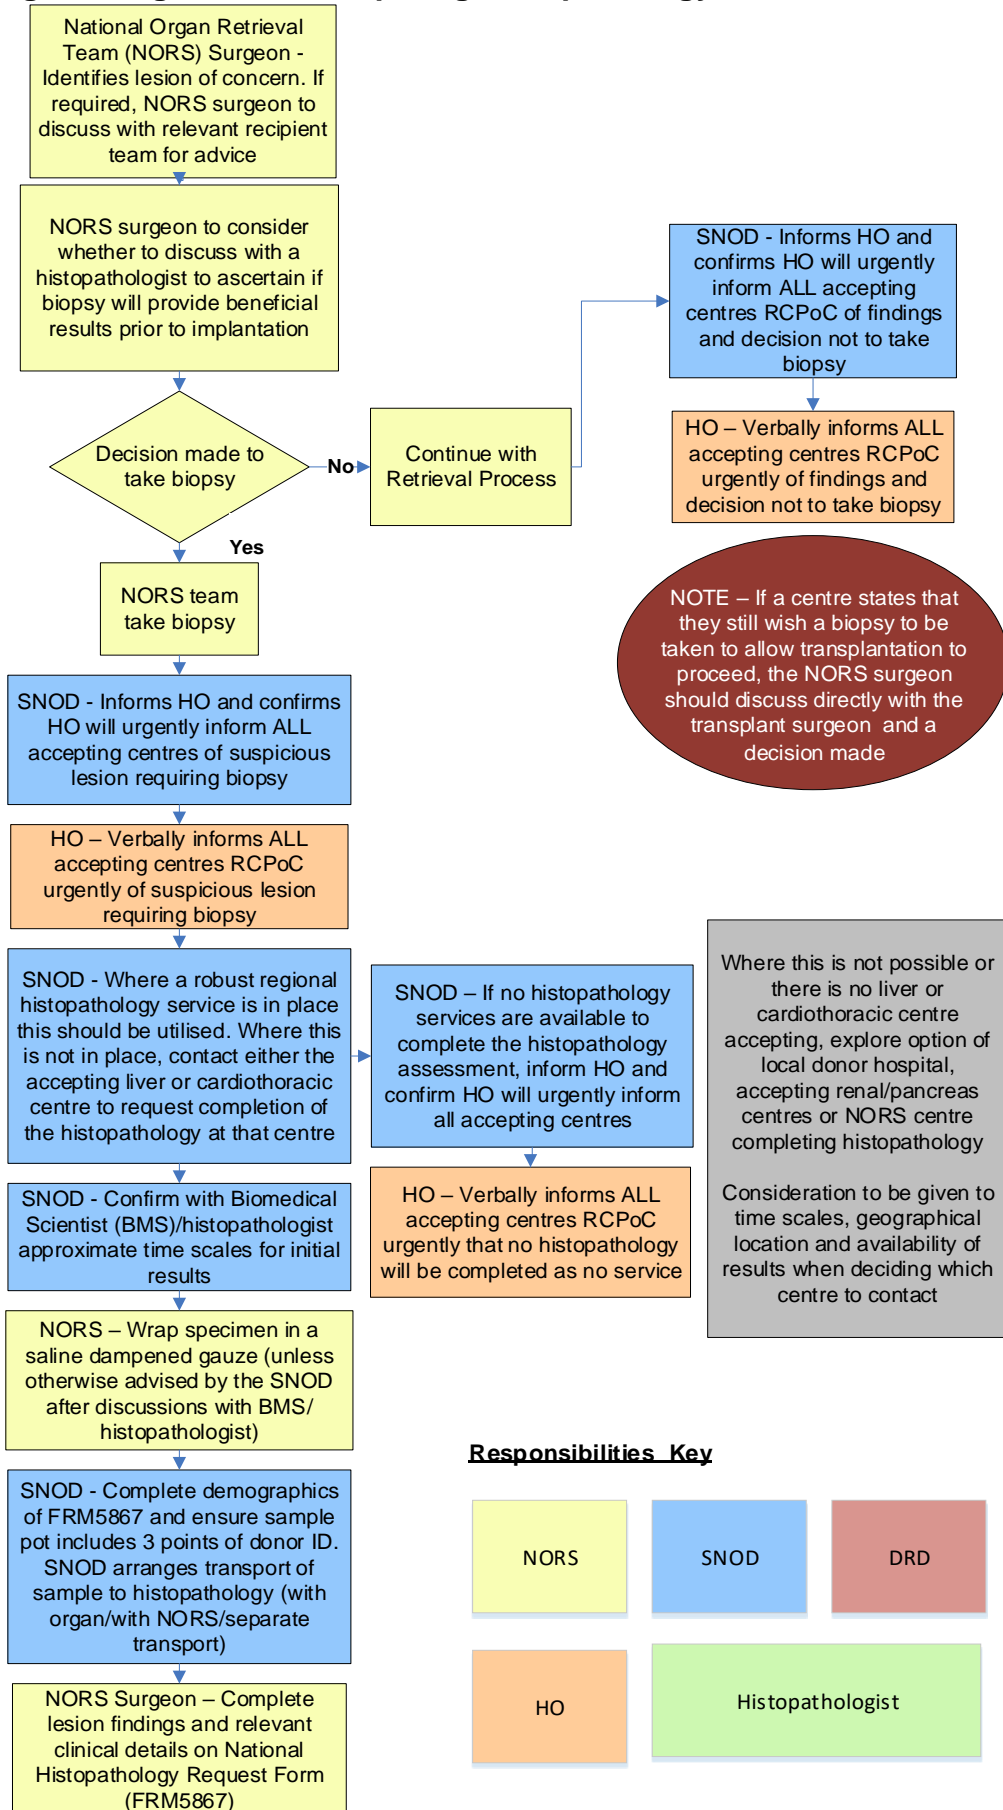 National Organ Retrieval
Team (NORS) Surgeon -
Identifies lesion of concern. If
required, NORS surgeon to
discuss with relevant recipient
team for advice
NORS surgeon to consider
whether to discuss with a
histopathologist to ascertain if
biopsy will provide beneficial
results prior to implantation
Decision made to
take biopsy
No
Continue with
Retrieval Process
SNOD - Informs HO and
confirms HO will urgently
inform ALL accepting
centres RCPoC of findings
and decision not to take
biopsy
HO – Verbally informs ALL
accepting centres RCPoC
urgently of findings and
decision not to take biopsy
NOTE – If a centre states that
they still wish a biopsy to be
taken to allow transplantation to
proceed, the NORS surgeon
should discuss directly with the
transplant surgeon and a
decision made
Yes
NORS team
take biopsy
SNOD - Informs HO and confirms
HO will urgently inform ALL
accepting centres of suspicious
lesion requiring biopsy
HO – Verbally informs ALL
accepting centres RCPoC
urgently of suspicious lesion
requiring biopsy
SNOD - Where a robust regional
histopathology service is in place
this should be utilised. Where this
is not in place, contact either the
accepting liver or cardiothoracic
centre to request completion of
the histopathology at that centre
SNOD – If no histopathology
services are available to
complete the histopathology
assessment, inform HO and
confirm HO will urgently inform
all accepting centres
HO – Verbally informs ALL
accepting centres RCPoC
urgently that no histopathology
will be completed as no service
Where this is not possible or
there is no liver or
cardiothoracic centre
accepting, explore option of
local donor hospital,
accepting renal/pancreas
centres or NORS centre
completing histopathology
Consideration to be given to
time scales, geographical
location and availability of
results when deciding which
centre to contact
SNOD - Confirm with Biomedical
Scientist (BMS)/histopathologist
approximate time scales for initial
results
NORS – Wrap specimen in a
saline dampened gauze (unless
otherwise advised by the SNOD
after discussions with BMS/
histopathologist)
SNOD - Complete demographics
of FRM5867 and ensure sample
pot includes 3 points of donor ID.
SNOD arranges transport of
sample to histopathology (with
organ/with NORS/separate
transport)
NORS Surgeon – Complete
lesion findings and relevant
clinical details on National
Histopathology Request Form
(FRM5867)
Responsibilities Key
NORS
SNOD
DRD
HO
Histopathologist